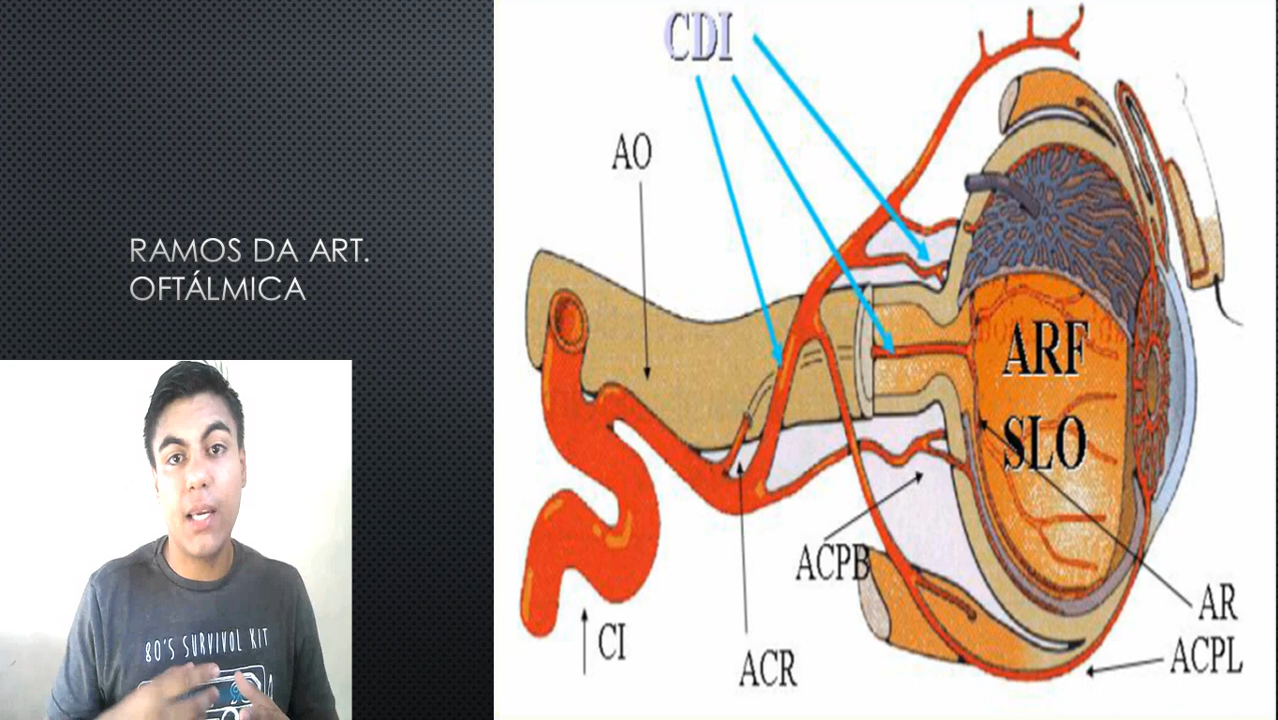 RAMOS DA ART.
OFTÁLMICA
80'S SURVIVOL KIT
CDI
AO
ARF
SLO
ACPB
AR
CI
ACPL
ACR